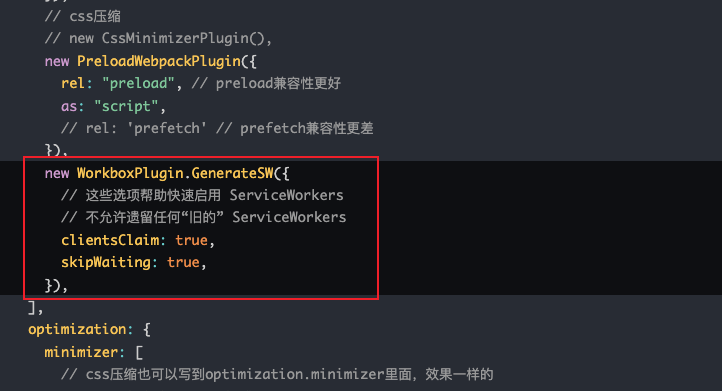 // css压缩
// new CssMinimizerPlugin(),
new PreloadWebpackPlugin({
rel: "preload", // preload兼容性更好
as: "script",
// rel: 'prefetch' // prefetch兼容性更差
}),
new WorkboxPlugin.GenerateSW({
// 这些选项帮助快速启用 ServiceWorkers
// 不允许遗留任何“旧的” ServiceWorkers
clientsClaim: true,
skipWaiting: true,
}),
],
optimization: {
minimizer: [
// css压缩也可以写到optimization.minimizer里面，效果一样的